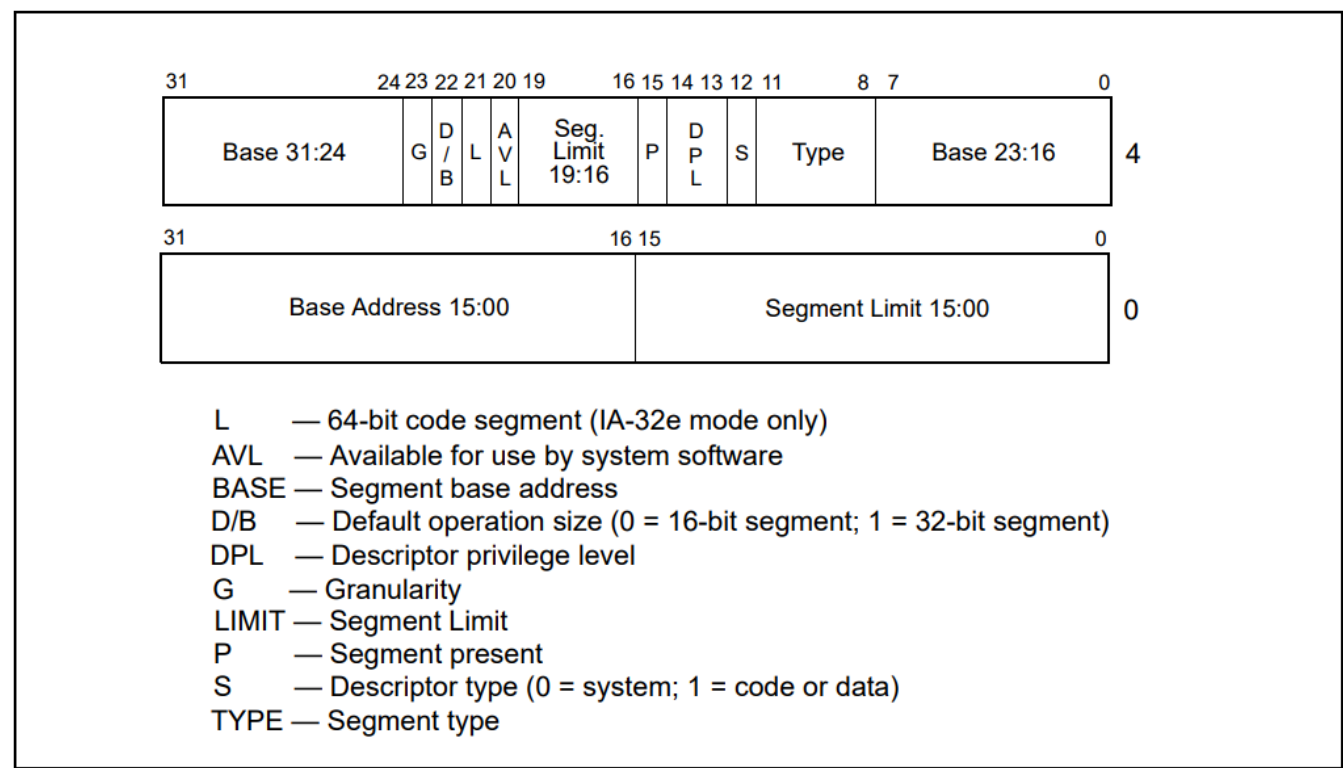 31 24 23 22 21 20 19 16 15 14 13 12 11 8 7 0
Base 31:24 G D/B L AVL Seg. Limit 19:16 P DPL S Type Base 23:16 4
31 16 15 0
Base Address 15:00 Segment Limit 15:00 0
L — 64-bit code segment (IA-32e mode only)
AVL — Available for use by system software
BASE — Segment base address
D/B — Default operation size (0 = 16-bit segment; 1 = 32-bit segment)
DPL — Descriptor privilege level
G — Granularity
LIMIT — Segment Limit
P — Segment present
S — Descriptor type (0 = system; 1 = code or data)
TYPE — Segment type